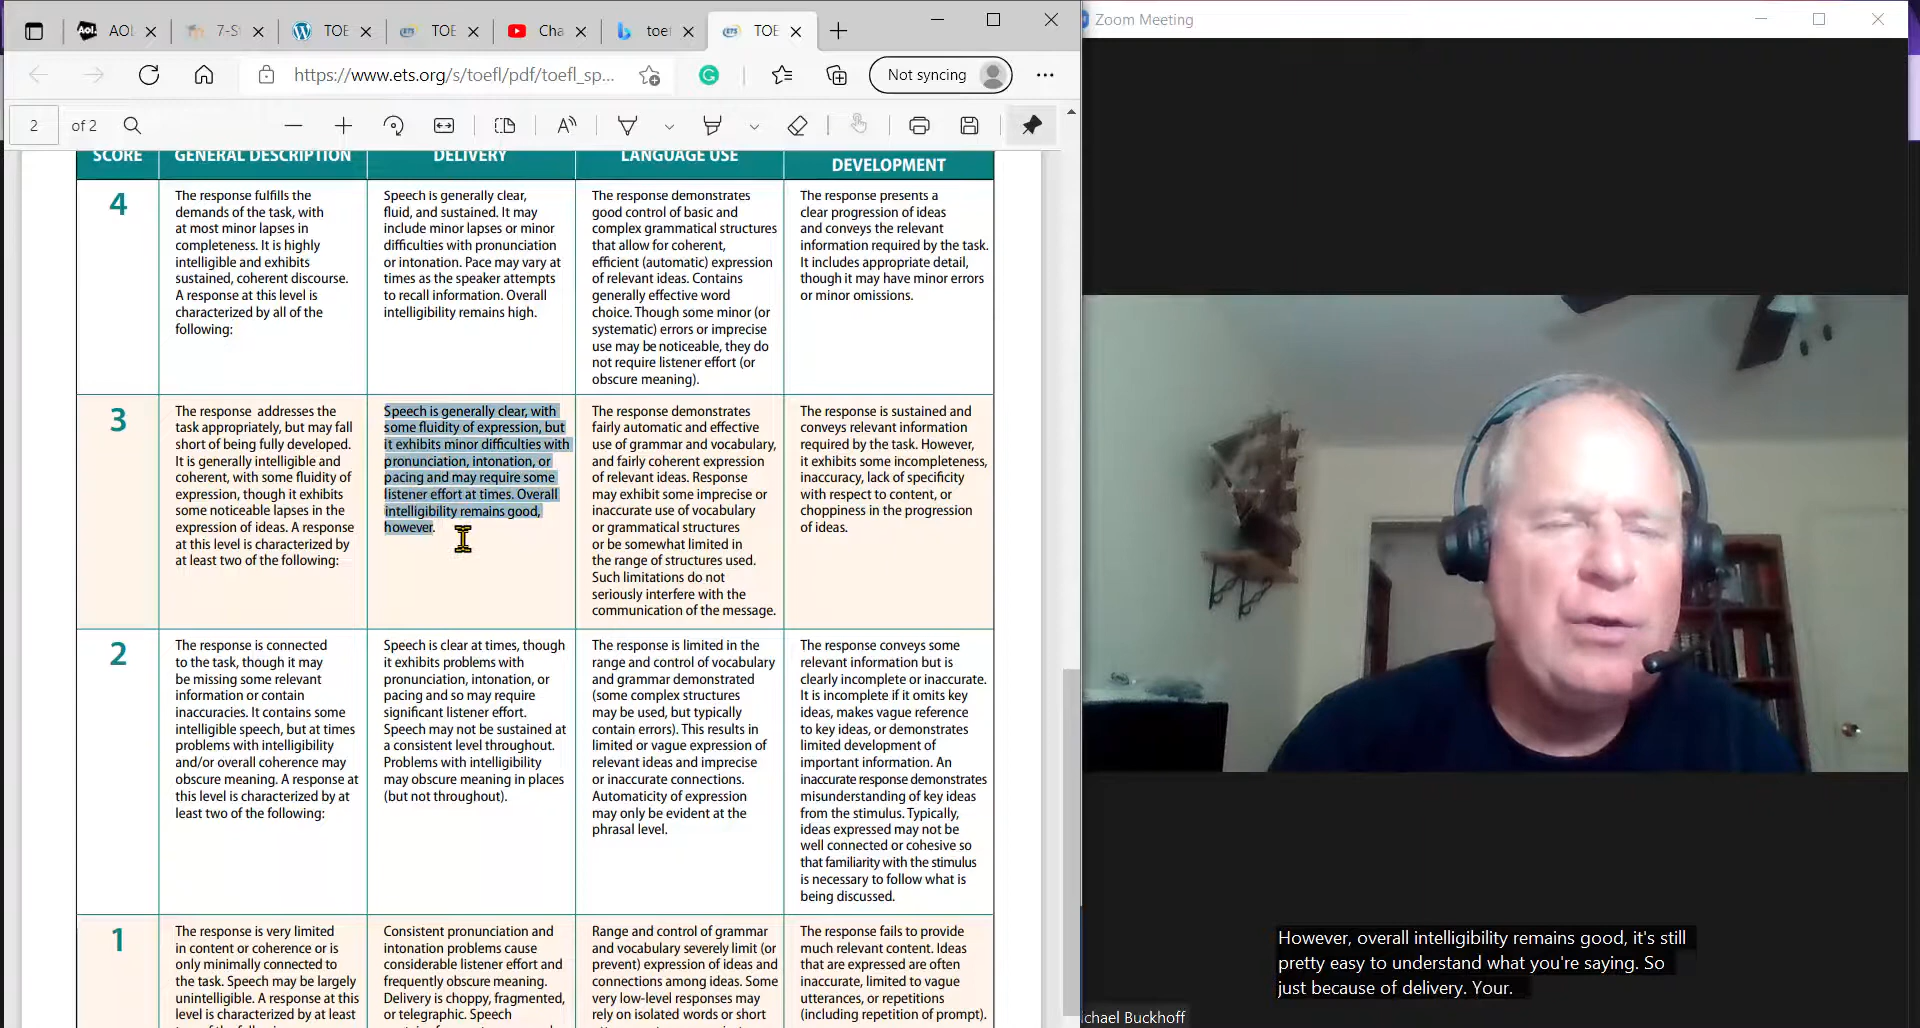 AOL
7-S
TOE
TOE
Cha
toe
TOE
Zoom Meeting
https://www.ets.org/s/toefl/pdf/toefl_sp...
Not syncing
2
of 2
SCORE
GENERAL DESCRIPTION
DELIVERY
LANGUAGE USE
DEVELOPMENT
4
The response fulfills the
demands of the task, with
at most minor lapses in
completeness. It is highly
intelligible and exhibits
sustained, coherent discourse.
A response at this level is
characterized by all of the
following:
Speech is generally clear,
fluid, and sustained. It may
include minor lapses or minor
difficulties with pronunciation
or intonation. Pace may vary at
times as the speaker attempts
to recall information. Overall
intelligibility remains high.
The response demonstrates
good control of basic and
complex grammatical structures
that allow for coherent,
efficient (automatic) expression
of relevant ideas. Contains
generally effective word
choice. Though some minor (or
systematic) errors or imprecise
use may be noticeable, they do
not require listener effort (or
obscure meaning).
The response presents a
clear progression of ideas
and conveys the relevant
information required by the task.
It includes appropriate detail,
though it may have minor errors
or minor omissions.
3
The response addresses the
task appropriately, but may fall
short of being fully developed.
It is generally intelligible and
coherent, with some fluidity of
expression, though it exhibits
some noticeable lapses in the
expression of ideas. A response
at this level is characterized by
at least two of the following:
Speech is generally clear, with
some fluidity of expression, but
it exhibits minor difficulties with
pronunciation, intonation, or
pacing and may require some
listener effort at times. Overall
intelligibility remains good,
however.
The response demonstrates
fairly automatic and effective
use of grammar and vocabulary,
and fairly coherent expression
of relevant ideas. Response
may exhibit some imprecise or
inaccurate use of vocabulary
or grammatical structures
or be somewhat limited in
the range of structures used.
Such limitations do not
seriously interfere with the
communication of the message.
The response is sustained and
conveys relevant information
required by the task. However,
it exhibits some incompleteness,
inaccuracy, lack of specificity
with respect to content, or
choppiness in the progression
of ideas.
2
The response is connected
to the task, though it may
be missing some relevant
information or contain
inaccuracies. It contains some
intelligible speech, but at times
problems with intelligibility
and/or overall coherence may
obscure meaning. A response at
this level is characterized by at
least two of the following:
Speech is clear at times, though
it exhibits problems with
pronunciation, intonation, or
pacing and so may require
significant listener effort.
Speech may not be sustained at
a consistent level throughout.
Problems with intelligibility
may obscure meaning in places
(but not throughout).
The response is limited in the
range and control of vocabulary
and grammar demonstrated
(some complex structures
may be used, but typically
contain errors). This results in
limited or vague expression of
relevant ideas and imprecise
or inaccurate connections.
Automaticity of expression
may only be evident at the
phrasal level.
The response conveys some
relevant information but is
clearly incomplete or inaccurate.
It is incomplete if it omits key
ideas, makes vague reference
to key ideas, or demonstrates
limited development of
important information. An
inaccurate response demonstrates
misunderstanding of key ideas
from the stimulus. Typically,
ideas expressed may not be
well connected or cohesive so
that familiarity with the stimulus
is necessary to follow what is
being discussed.
1
The response is very limited
in content or coherence or is
only minimally connected to
the task. Speech may be largely
unintelligible. A response at this
level is characterized by at least
Consistent pronunciation and
intonation problems cause
considerable listener effort and
frequently obscure meaning.
Delivery is choppy, fragmented,
or telegraphic. Speech
Range and control of grammar
and vocabulary severely limit (or
prevent) expression of ideas and
connections among ideas. Some
very low-level responses may
rely on isolated words or short
The response fails to provide
much relevant content. Ideas
that are expressed are often
inaccurate, limited to vague
utterances, or repetitions
(including repetition of prompt).
However, overall intelligibility remains good, it's still
pretty easy to understand what you're saying. So
just because of delivery. Your.
chael Buckhoff